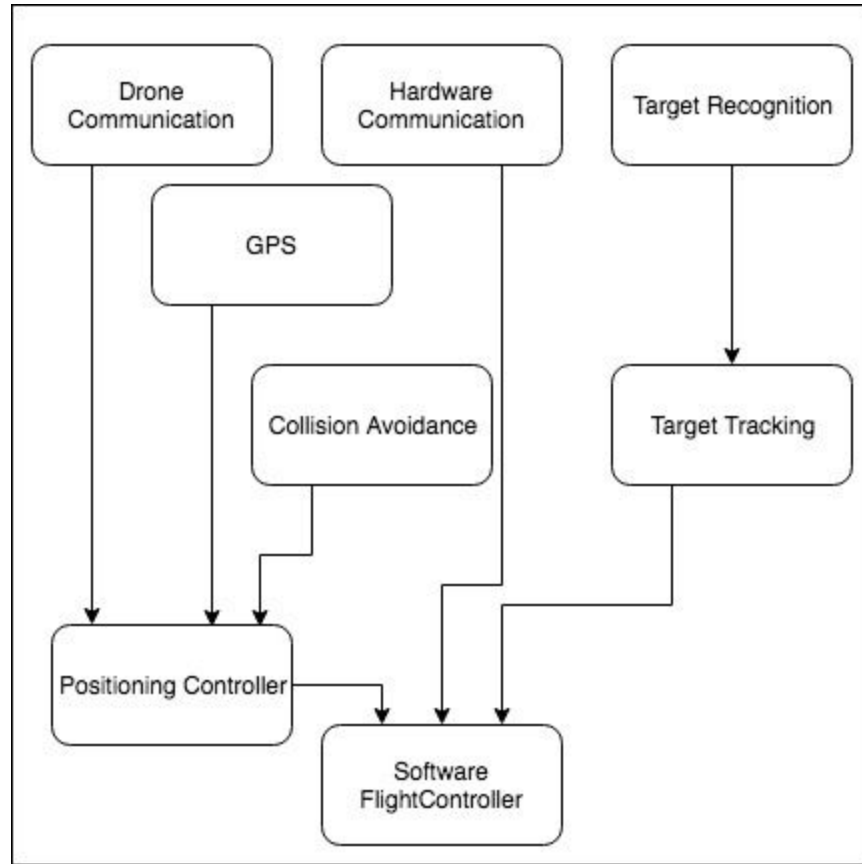 Drone
Communication
Hardware
Communication
Target Recognition
GPS
Collision Avoidance
Target Tracking
Positioning Controller
Software
FlightController